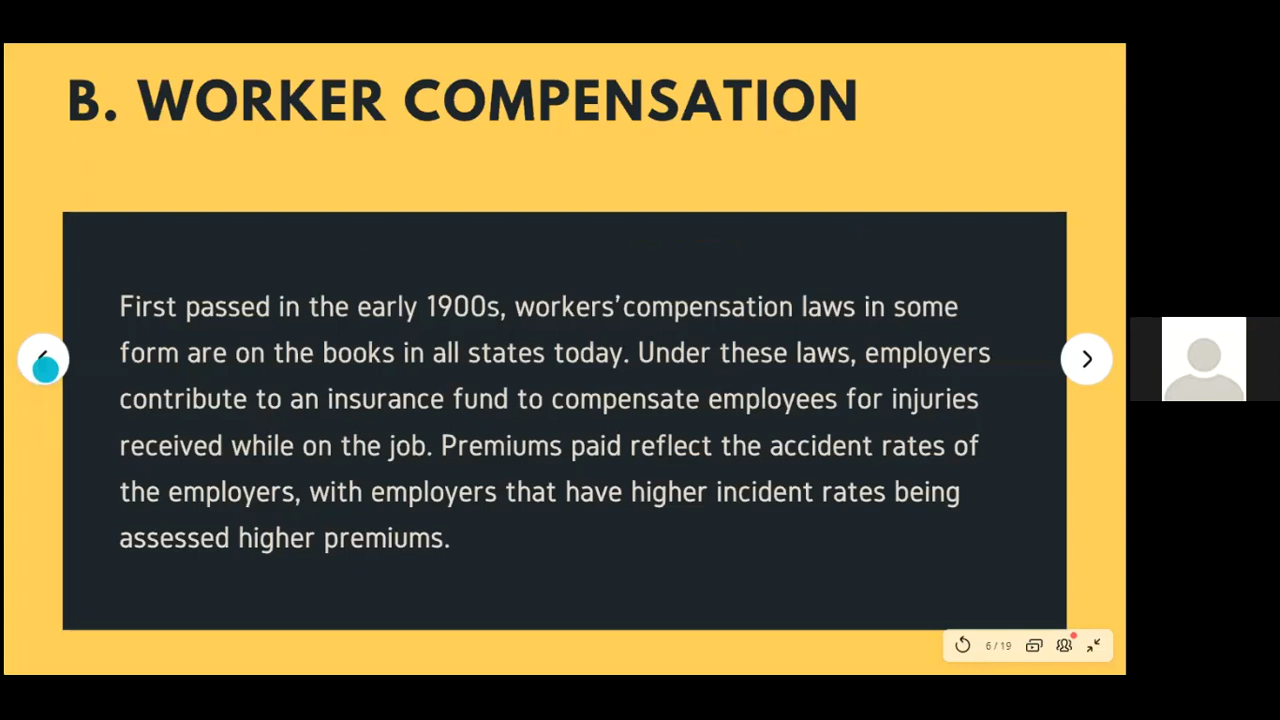 B. WORKER COMPENSATION
First passed in the early 1900s, workers'compensation laws in some
form are on the books in all states today. Under these laws, employers
contribute to an insurance fund to compensate employees for injuries
received while on the job. Premiums paid reflect the accident rates of
the employers, with employers that have higher incident rates being
assessed higher premiums.
6 / 19